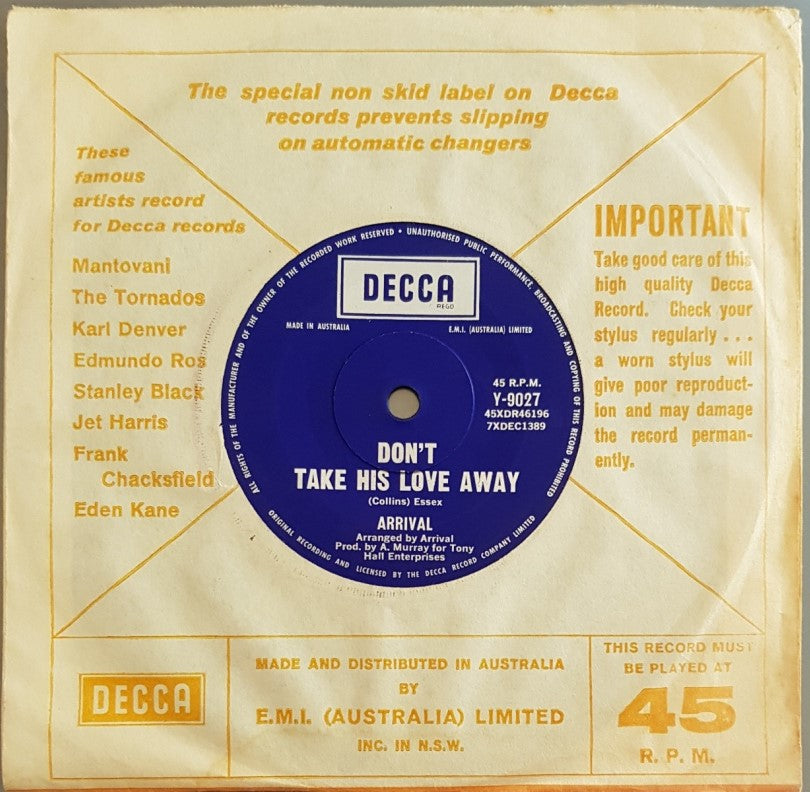 The special non skid label on Decca
records prevents slipping
on automatic changers
These
famous
artists record
for Decca records
Mantovani
The Tornados
Karl Denver
Edmundo Ros
Stanley Black
Jet Harris
Frank
Chacksfield
Eden Kane
ALL RIGHTS OF THE MANUFACTURER AND OF THE OWNER OF THE RECORDED WORK RESERVED • UNAUTHORISED PUBLIC PERFORMANCE, BROADCASTING AND COPYING OF THIS RECORD PROHIBITED
DECCA
REGD
MADE IN AUSTRALIA
E.M.I. (AUSTRALIA) LIMITED
45 R.P.M.
Y-9027
45XDR46196
7XDEC1389
DON'T
TAKE HIS LOVE AWAY
(Collins) Essex
ARRIVAL
Arranged by Arrival
Prod. by A. Murray for Tony
Hall Enterprises
ORIGINAL RECORDING AND LICENSED BY THE DECCA RECORD COMPANY LIMITED
IMPORTANT
Take good care of this
high quality Decca
Record. Check your
stylus regularly . . .
a worn stylus will
give poor reproduct-
ion and may damage
the record perman-
ently.
DECCA
MADE AND DISTRIBUTED IN AUSTRALIA
BY
E.M.I. (AUSTRALIA) LIMITED
INC. IN N.S.W.
THIS RECORD MUST
BE PLAYED AT
45
R. P. M.